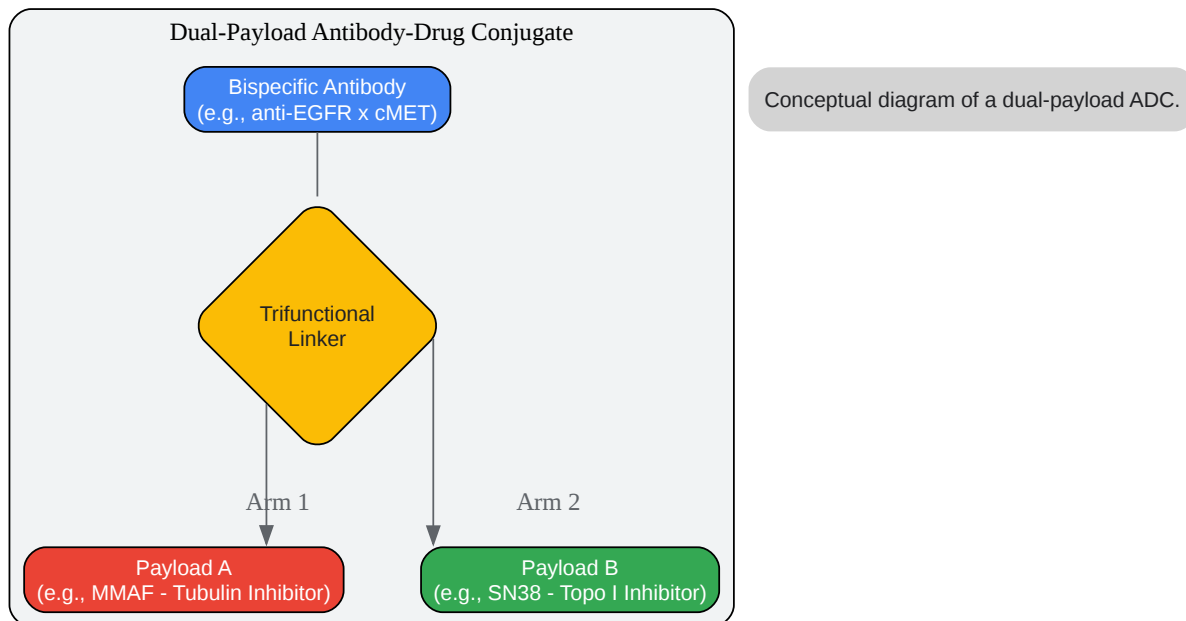 Dual-Payload Antibody-Drug Conjugate
Bispecific Antibody
(e.g., anti-EGFR x cMET)
Conceptual diagram of a dual-payload ADC.
Trifunctional
Linker
Arm 1
Arm 2
Payload A
(e.g., MMAF - Tubulin Inhibitor)
Payload B
(e.g., SN38 - Topo I Inhibitor)